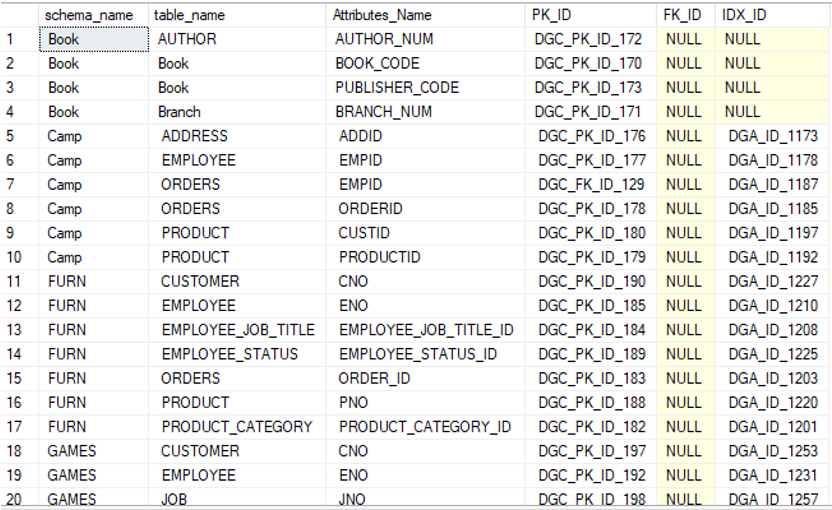 schema_name table_name Attributes_Name PK_ID FK_ID IDX_ID
1 Book AUTHOR AUTHOR_NUM DGC_PK_ID_172 NULL NULL
2 Book Book BOOK_CODE DGC_PK_ID_170 NULL NULL
3 Book Book PUBLISHER_CODE DGC_PK_ID_173 NULL NULL
4 Book Branch BRANCH_NUM DGC_PK_ID_171 NULL NULL
5 Camp ADDRESS ADDID DGC_PK_ID_176 NULL DGA_ID_1173
6 Camp EMPLOYEE EMPID DGC_PK_ID_177 NULL DGA_ID_1178
7 Camp ORDERS EMPID DGC_FK_ID_129 NULL DGA_ID_1187
8 Camp ORDERS ORDERID DGC_PK_ID_178 NULL DGA_ID_1185
9 Camp PRODUCT CUSTID DGC_PK_ID_180 NULL DGA_ID_1197
10 Camp PRODUCT PRODUCTID DGC_PK_ID_179 NULL DGA_ID_1192
11 FURN CUSTOMER CNO DGC_PK_ID_190 NULL DGA_ID_1227
12 FURN EMPLOYEE ENO DGC_PK_ID_185 NULL DGA_ID_1210
13 FURN EMPLOYEE_JOB_TITLE EMPLOYEE_JOB_TITLE_ID DGC_PK_ID_184 NULL DGA_ID_1208
14 FURN EMPLOYEE_STATUS EMPLOYEE_STATUS_ID DGC_PK_ID_189 NULL DGA_ID_1225
15 FURN ORDERS ORDER_ID DGC_PK_ID_183 NULL DGA_ID_1203
16 FURN PRODUCT PNO DGC_PK_ID_188 NULL DGA_ID_1220
17 FURN PRODUCT_CATEGORY PRODUCT_CATEGORY_ID DGC_PK_ID_182 NULL DGA_ID_1201
18 GAMES CUSTOMER CNO DGC_PK_ID_197 NULL DGA_ID_1253
19 GAMES EMPLOYEE ENO DGC_PK_ID_192 NULL DGA_ID_1231
20 GAMES JOB JNO DGC_PK_ID_198 NULL DGA_ID_1257